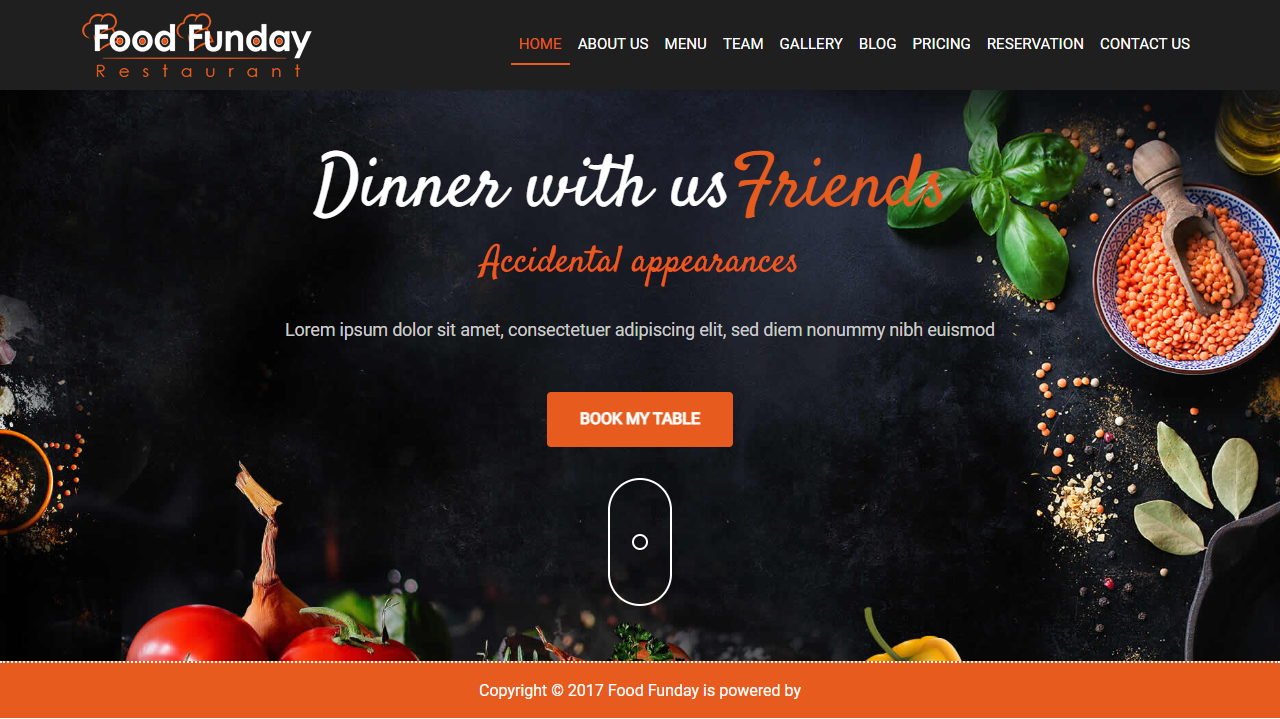 Food Funday
Restaurant
HOME ABOUT US MENU TEAM GALLERY BLOG PRICING RESERVATION CONTACT US
Dinner with us Friends
Accidental appearances
Lorem ipsum dolor sit amet, consectetuer adipiscing elit, sed diem nonummy nibh euismod
BOOK MY TABLE
Copyright © 2017 Food Funday is powered by